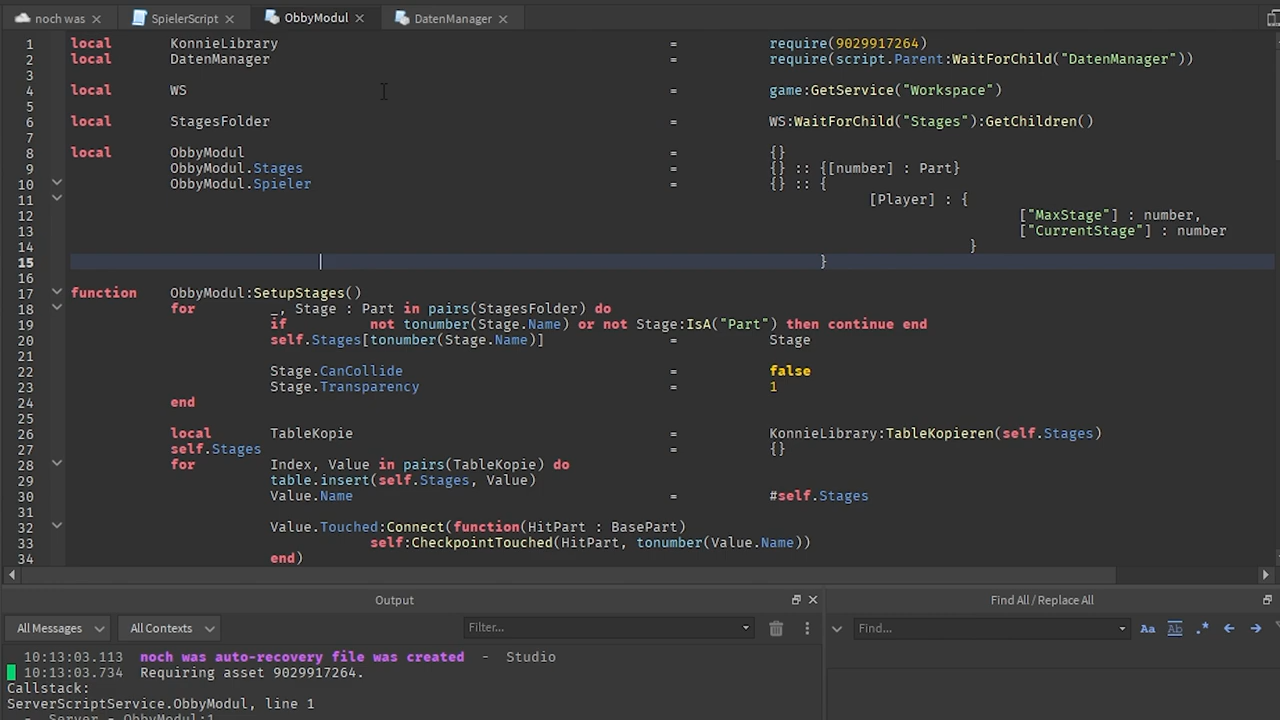 noch was × SpielerScript × ObbyModul × DatenManager ×
1 local KonnieLibrary = require(9029917264)
2 local DatenManager = require(script.Parent:WaitForChild("DatenManager"))
3
4 local WS = game:GetService("Workspace")
5
6 local StagesFolder = WS:WaitForChild("Stages"):GetChildren()
7
8 local ObbyModul = {}
9 ObbyModul.Stages = {} :: {[number] : Part}
10 ObbyModul.Spieler = {} :: {
11 [Player] : {
12 ["MaxStage"] : number,
13 ["CurrentStage"] : number
14 }
15 }
16
17 function ObbyModul:SetupStages()
18 for _, Stage : Part in pairs(StagesFolder) do
19 if not tonumber(Stage.Name) or not Stage:IsA("Part") then continue end
20 self.Stages[tonumber(Stage.Name)] = Stage
21
22 Stage.CanCollide = false
23 Stage.Transparency = 1
24 end
25
26 local TableKopie = KonnieLibrary:TableKopieren(self.Stages)
27 self.Stages = {}
28 for Index, Value in pairs(TableKopie) do
29 table.insert(self.Stages, Value)
30 Value.Name = #self.Stages
31
32 Value.Touched:Connect(function(HitPart : BasePart)
33 self:CheckpointTouched(HitPart, tonumber(Value.Name))
34 end)
Output Find All / Replace All
All Messages All Contexts Filter... Find... Aa Ab .*
10:13:03.113 noch was auto-recovery file was created - Studio
10:13:03.734 Requiring asset 9029917264.
Callstack:
ServerScriptService.ObbyModul, line 1
- Server - ObbyModul:1